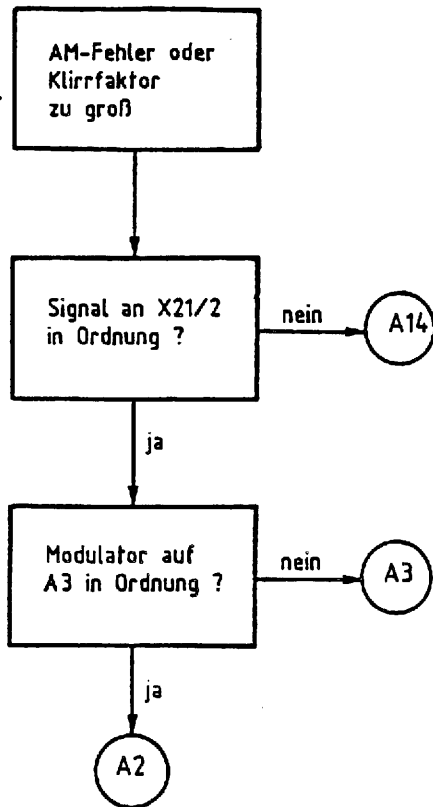 AM-Fehler oder
Klirrfaktor
zu groß
Signal an X21/2
in Ordnung ?
nein
A14
ja
Modulator auf
A3 in Ordnung ?
nein
A3
ja
A2